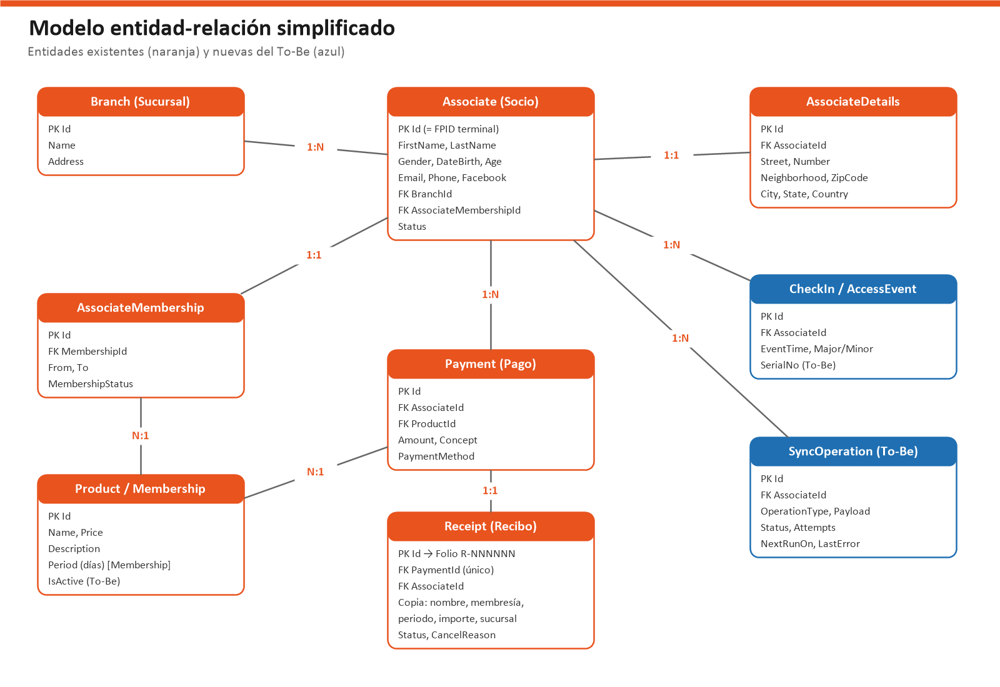 Modelo entidad-relación simplificado
Entidades existentes (naranja) y nuevas del To-Be (azul)
Branch (Sucursal)
PK Id
Name
Address
1:N
Associate (Socio)
PK Id (= FPID terminal)
FirstName, LastName
Gender, DateBirth, Age
Email, Phone, Facebook
FK BranchId
FK AssociateMembershipId
Status
1:1
AssociateDetails
PK Id
FK AssociateId
Street, Number
Neighborhood, ZipCode
City, State, Country
1:1
1:N
1:N
1:N
AssociateMembership
PK Id
FK MembershipId
From, To
MembershipStatus
N:1
Payment (Pago)
PK Id
FK AssociateId
FK ProductId
Amount, Concept
PaymentMethod
CheckIn / AccessEvent
PK Id
FK AssociateId
EventTime, Major/Minor
SerialNo (To-Be)
N:1
1:1
Product / Membership
PK Id
Name, Price
Description
Period (días) [Membership]
IsActive (To-Be)
Receipt (Recibo)
PK Id → Folio R-NNNNNN
FK PaymentId (único)
FK AssociateId
Copia: nombre, membresía,
periodo, importe, sucursal
Status, CancelReason
SyncOperation (To-Be)
PK Id
FK AssociateId
OperationType, Payload
Status, Attempts
NextRunOn, LastError